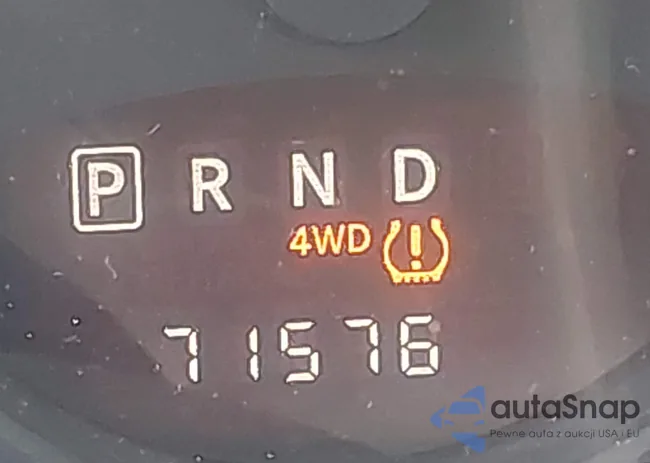 P R N D
4WD
71576
autaSnap
Pewne auta z aukcji USA i EU